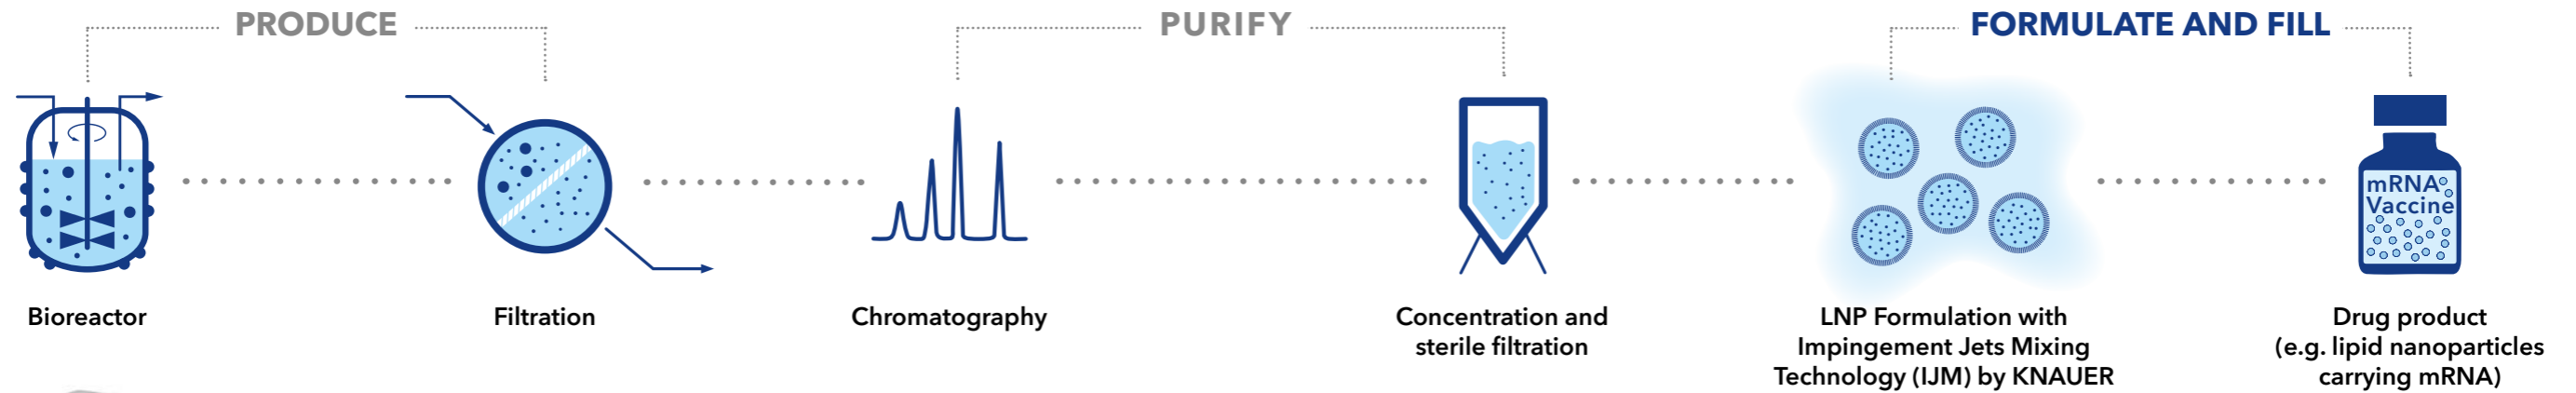 PRODUCE
PURIFY
FORMULATE AND FILL
mRNA
Vaccine
Bioreactor
Filtration
Chromatography
Concentration and
sterile filtration
LNP Formulation with
Impingement Jets Mixing
Technology (IJM) by KNAUER
Drug product
(e.g. lipid nanoparticles
carrying mRNA)